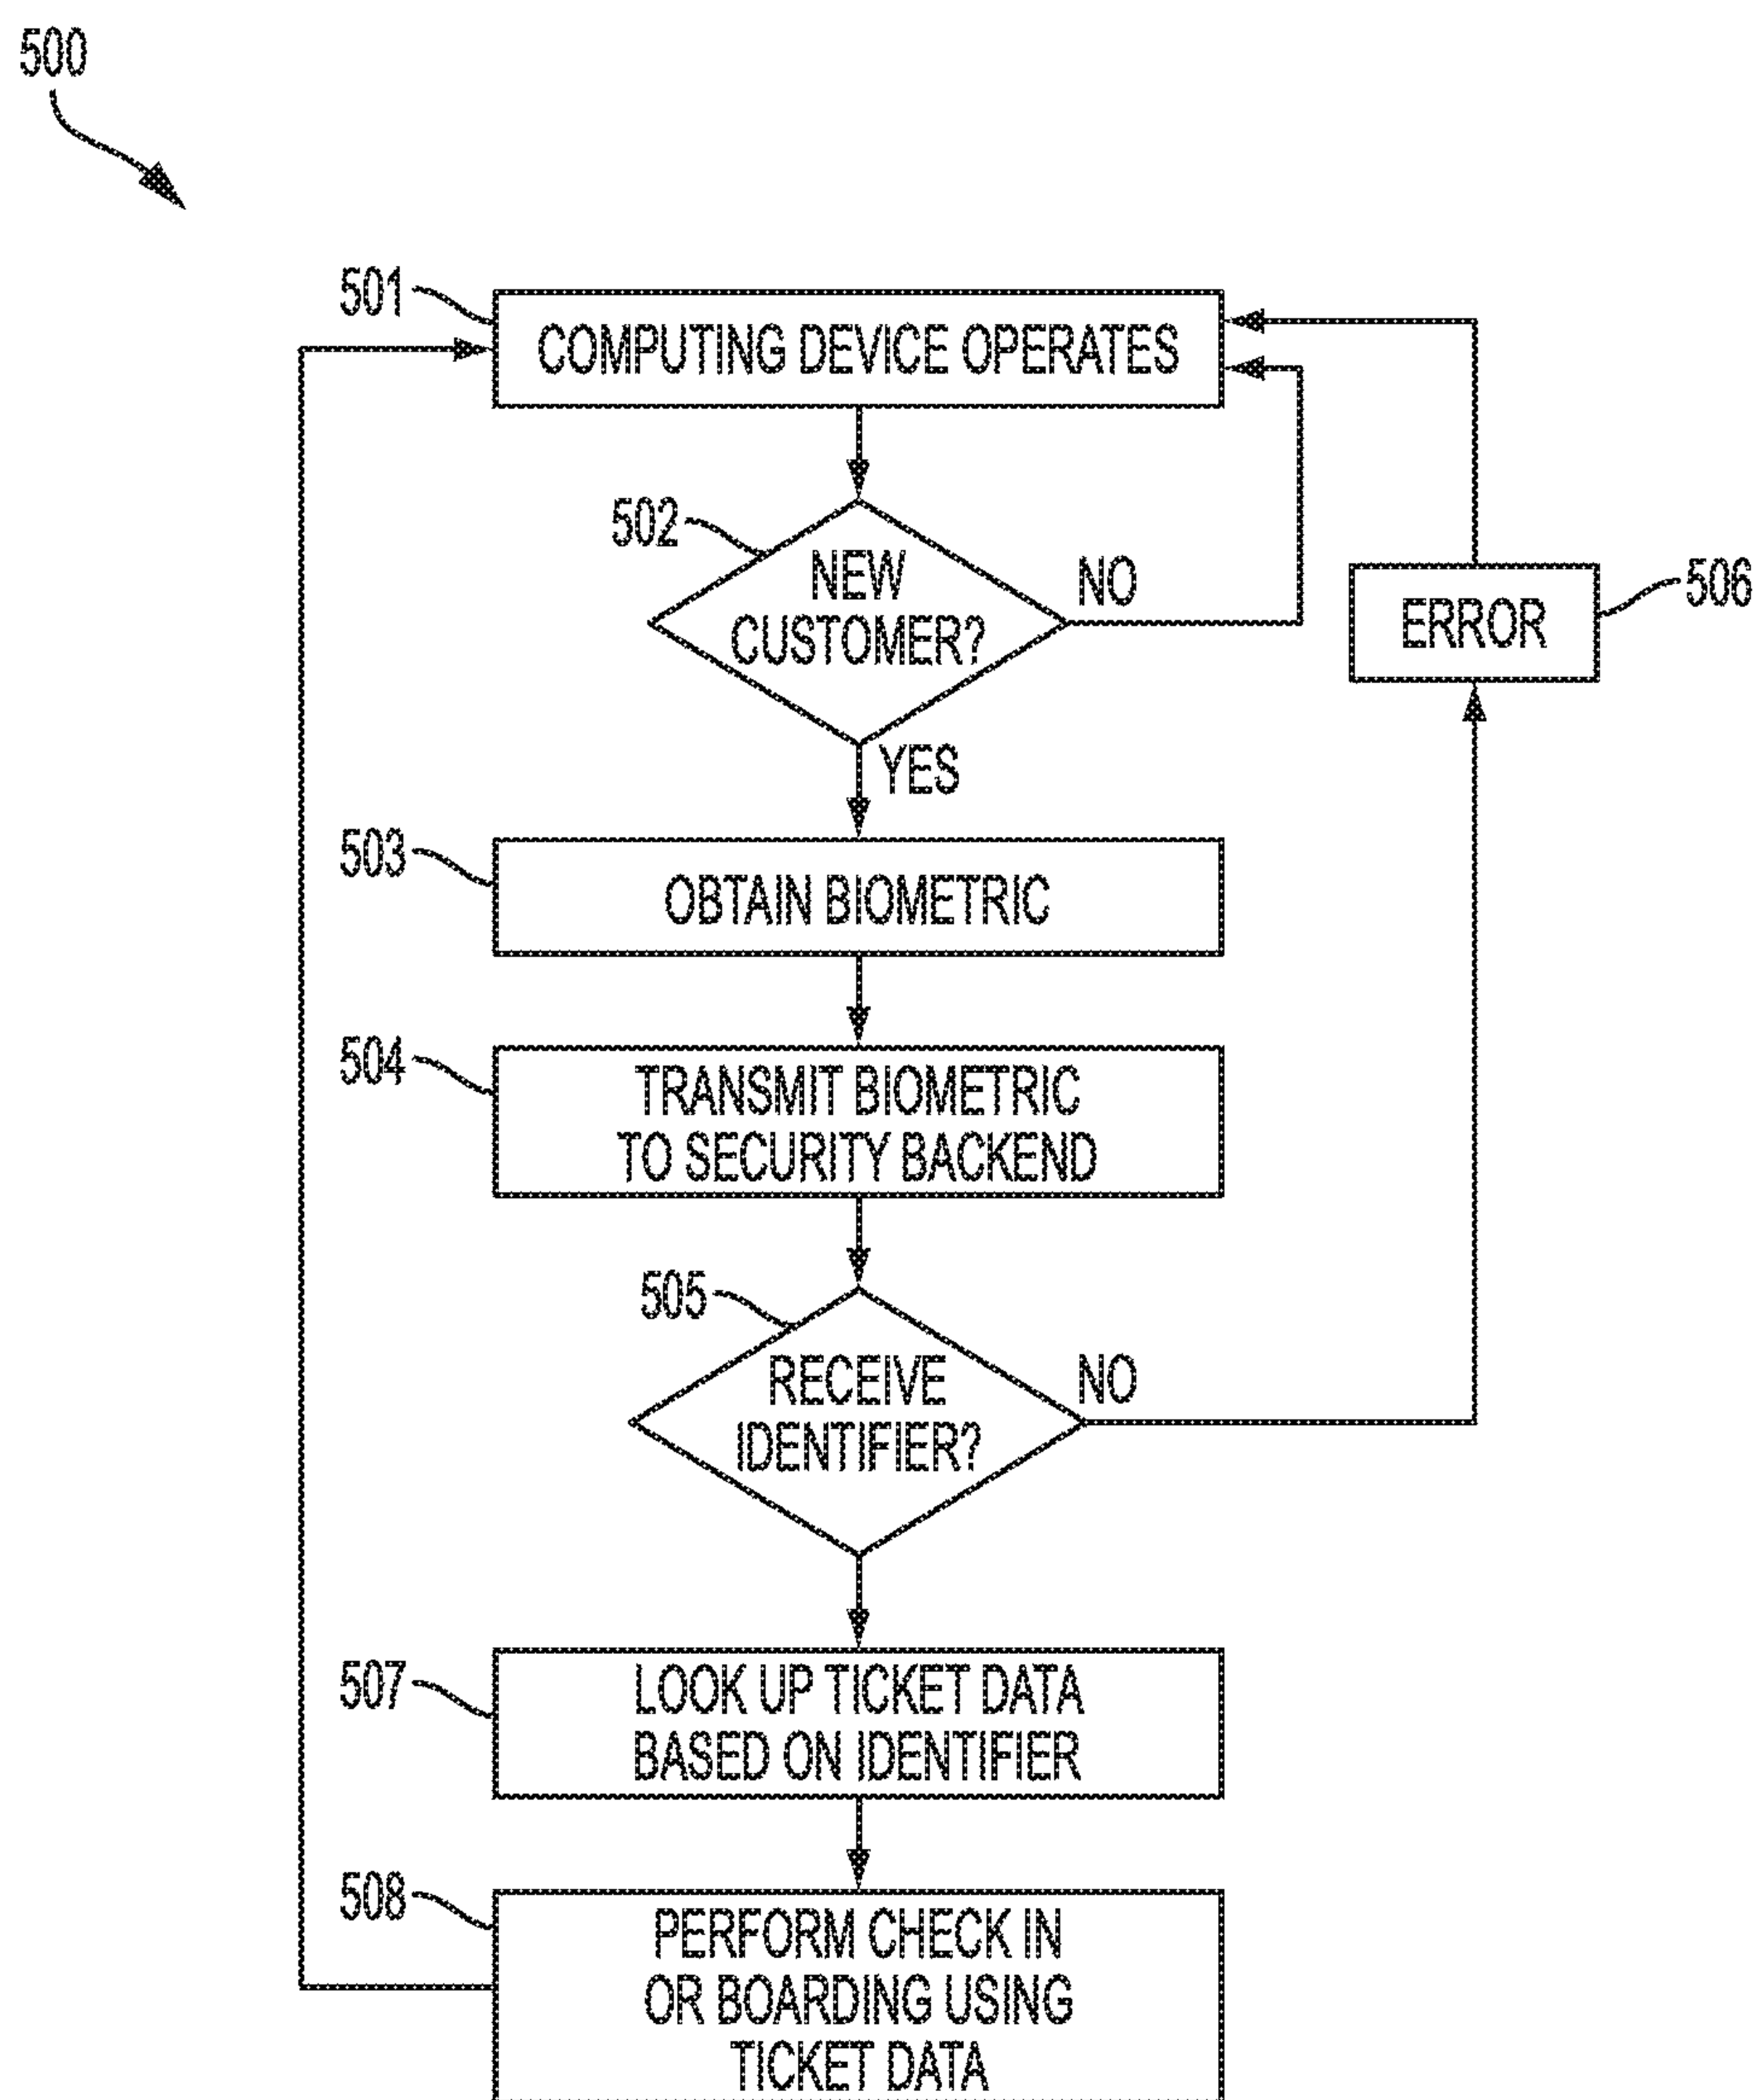 500
501
COMPUTING DEVICE OPERATES
502
NEW
CUSTOMER?
NO
506
ERROR
YES
503
OBTAIN BIOMETRIC
504
TRANSMIT BIOMETRIC
TO SECURITY BACKEND
505
RECEIVE
IDENTIFIER?
NO
507
LOOK UP TICKET DATA
BASED ON IDENTIFIER
508
PERFORM CHECK IN
OR BOARDING USING
TICKET DATA